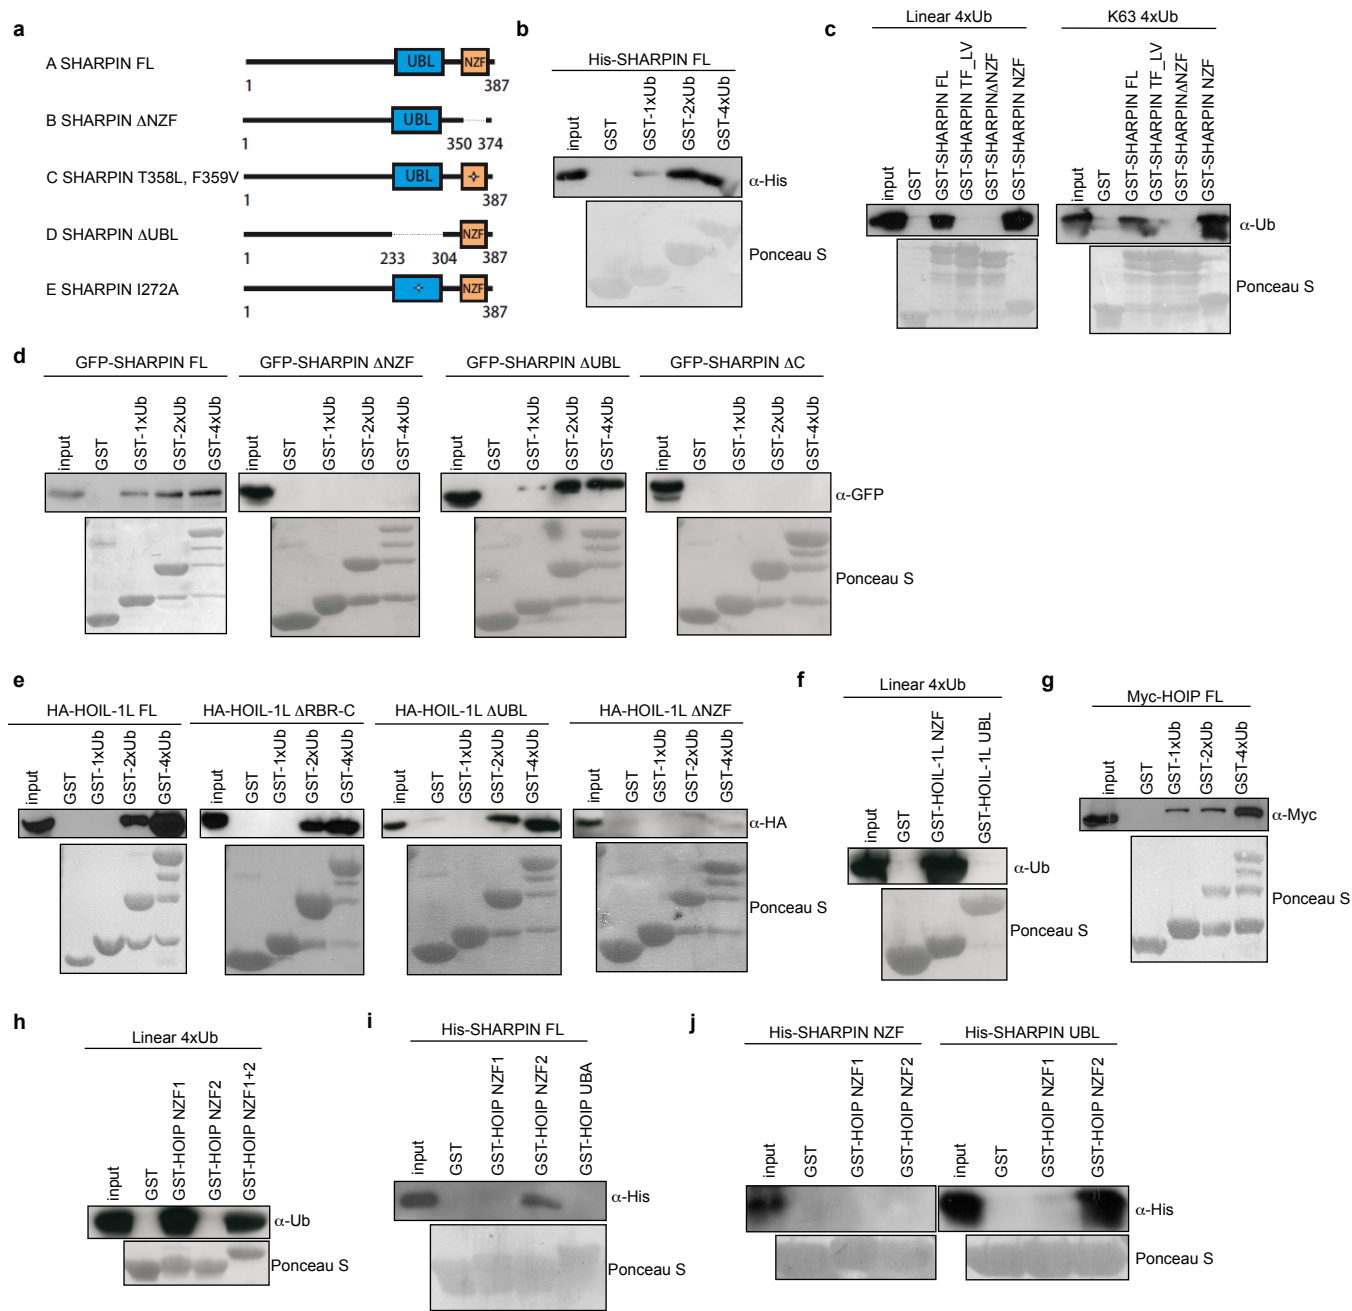 a
A SHARPIN FL
UBL
NZF
1
387
B SHARPIN ΔNZF
UBL
1
350 374
C SHARPIN T358L, F359V
UBL
1
387
D SHARPIN ΔUBL
NZF
1
233
304
387
E SHARPIN I272A
NZF
1
387
b
His-SHARPIN FL
input
GST
GST-1xUb
GST-2xUb
GST-4xUb
α-His
Ponceau S
c
Linear 4xUb
input
GST
GST-SHARPIN FL
GST-SHARPIN TF_LV
GST-SHARPINΔNZF
GST-SHARPIN NZF
K63 4xUb
input
GST
GST-SHARPIN FL
GST-SHARPIN TF_LV
GST-SHARPINΔNZF
GST-SHARPIN NZF
α-Ub
Ponceau S
d
GFP-SHARPIN FL
input
GST
GST-1xUb
GST-2xUb
GST-4xUb
GFP-SHARPIN ΔNZF
input
GST
GST-1xUb
GST-2xUb
GST-4xUb
GFP-SHARPIN ΔUBL
input
GST
GST-1xUb
GST-2xUb
GST-4xUb
GFP-SHARPIN ΔC
input
GST
GST-1xUb
GST-2xUb
GST-4xUb
α-GFP
Ponceau S
e
HA-HOIL-1L FL
input
GST
GST-1xUb
GST-2xUb
GST-4xUb
HA-HOIL-1L ΔRBR-C
input
GST
GST-1xUb
GST-2xUb
GST-4xUb
HA-HOIL-1L ΔUBL
input
GST
GST-1xUb
GST-2xUb
GST-4xUb
HA-HOIL-1L ΔNZF
input
GST
GST-1xUb
GST-2xUb
GST-4xUb
α-HA
Ponceau S
f
Linear 4xUb
input
GST
GST-HOIL-1L NZF
GST-HOIL-1L UBL
α-Ub
Ponceau S
g
Myc-HOIP FL
input
GST
GST-1xUb
GST-2xUb
GST-4xUb
α-Myc
Ponceau S
h
Linear 4xUb
input
GST
GST-HOIP NZF1
GST-HOIP NZF2
GST-HOIP NZF1+2
α-Ub
Ponceau S
i
His-SHARPIN FL
input
GST
GST-HOIP NZF1
GST-HOIP NZF2
GST-HOIP UBA
α-His
Ponceau S
j
His-SHARPIN NZF
input
GST
GST-HOIP NZF1
GST-HOIP NZF2
His-SHARPIN UBL
input
GST
GST-HOIP NZF1
GST-HOIP NZF2
α-His
Ponceau S